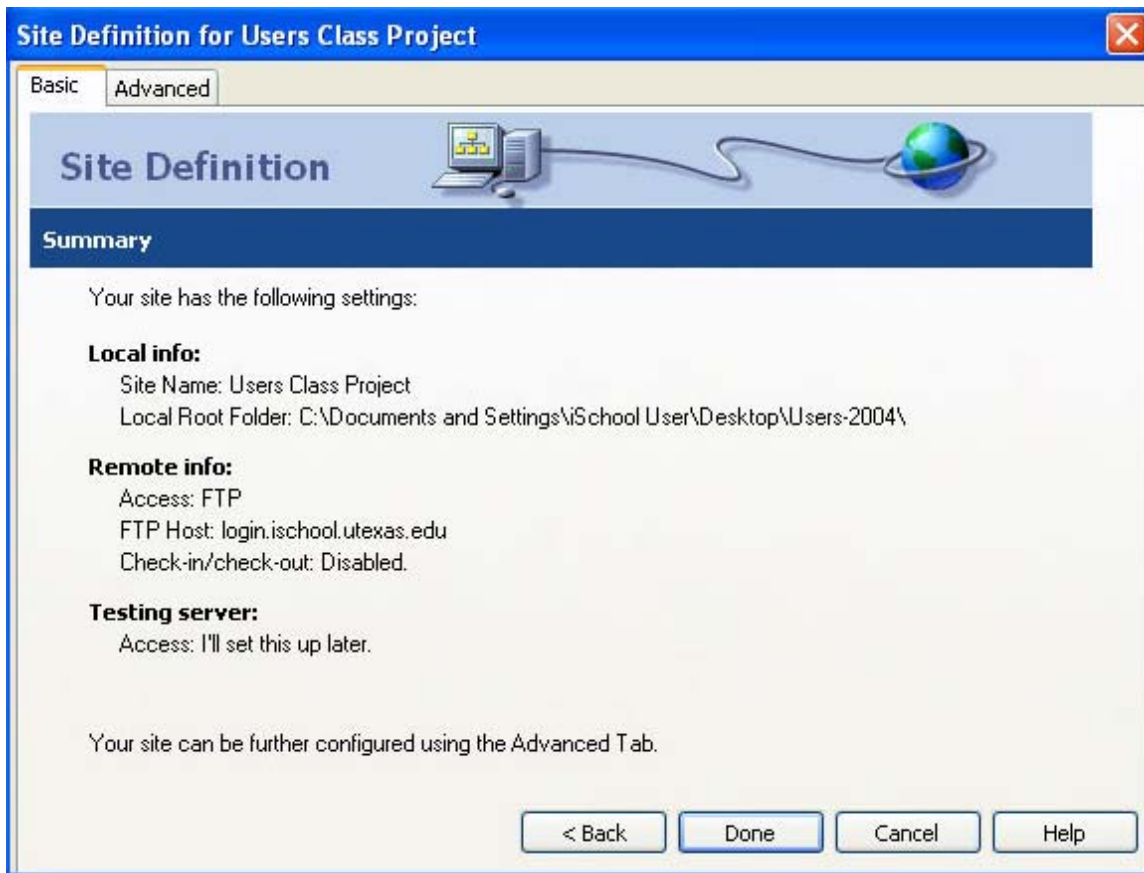 Site Definition for Users Class Project
Basic
Advanced
Site Definition
Summary
Your site has the following settings:
Local info:
Site Name: Users Class Project
Local Root Folder: C:\Documents and Settings\iSchool User\Desktop\Users-2004\
Remote info:
Access: FTP
FTP Host: login.ischool.utexas.edu
Check-in/check-out: Disabled.
Testing server:
Access: I'll set this up later.
Your site can be further configured using the Advanced Tab.
< Back
Done
Cancel
Help